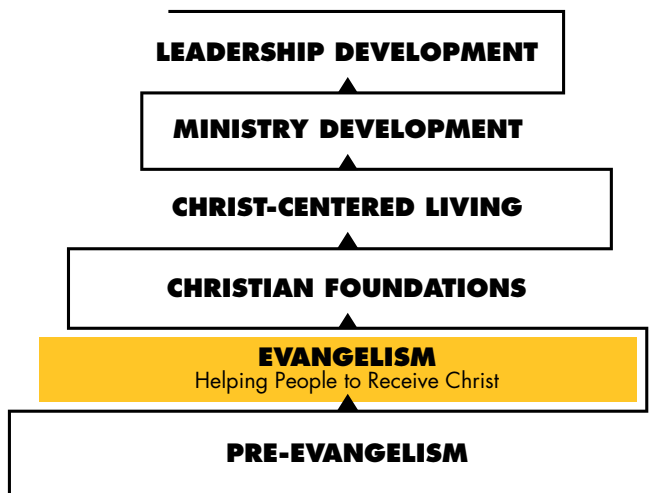 LEADERSHIP DEVELOPMENT
MINISTRY DEVELOPMENT
CHRIST-CENTERED LIVING
CHRISTIAN FOUNDATIONS
EVANGELISM
Helping People to Receive Christ
PRE-EVANGELISM